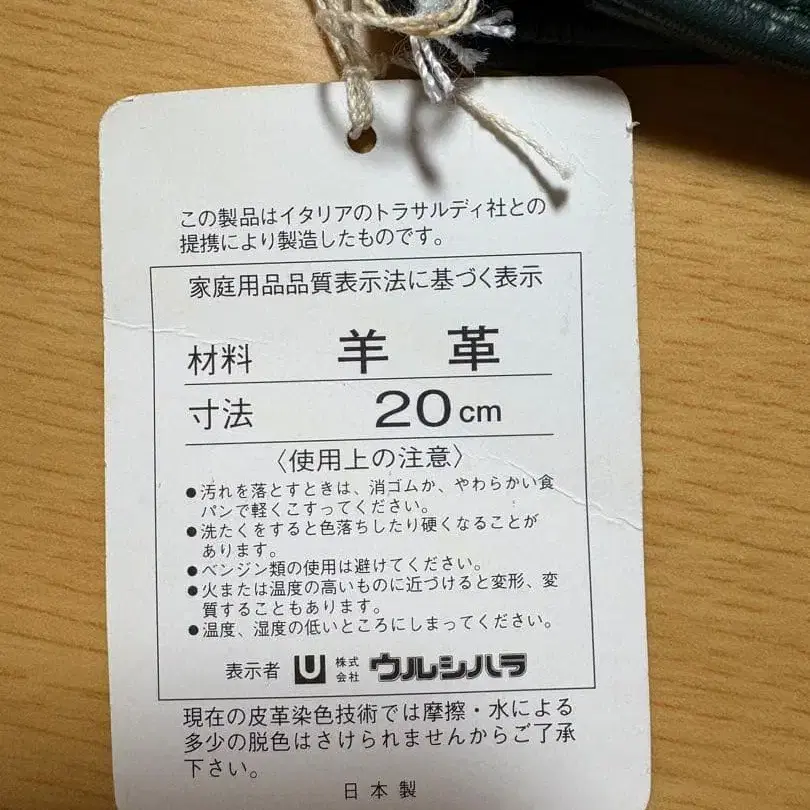 この製品はイタリアのトラサルディ社との
提携により製造したものです。
家庭用品品質表示法に基づく表示
材料 羊 革
寸法 20cm
〈使用上の注意〉
●汚れを落とすときは、消ゴムか、やわらかい食
パンで軽くこすってください。
●洗たくをすると色落ちしたり硬くなることが
あります。
●ベンジン類の使用は避けてください。
●火または温度の高いものに近づけると変形、変
質することもあります。
●温度、湿度の低いところにしまってください。
表示者 U 株式会社 ウルシハラ
現在の皮革染色技術では摩擦・水による
多少の脱色はさけられませんからご了承
下さい。
日本製